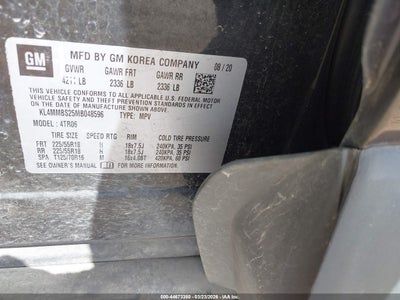 GM
MFD BY GM KOREA COMPANY
08 / 20
GVWR GAWR FRT GAWR RR
LB 2336 LB 2336 LB
THIS VEHICLE CONFORMS TO ALL APPLICABLE U.S. FEDERAL MOTOR
VEHICLE SAFETY AND THEFT PREVENTION STANDARDS IN EFFECT
ON THE DATE OF MANUFACTURE SHOWN ABOVE.
KL4MMBS25MB048596 TYPE: MPV
MODEL: 4TR06
TIRE SIZE SPEED RTG RIM COLD TIRE PRESSURE
FRT 225/55R18 H 18x7.5J 240KPA, 35 PSI
RR 225/55R18 H 18x7.5J 240KPA, 35 PSI
SPA T125/70R16 M 16x4.0BT 420KPA, 60 PSI
SEE OWNER'S MANUAL FOR MORE INFORMATION.
500-44673360 - 03/23/2026 - IAA